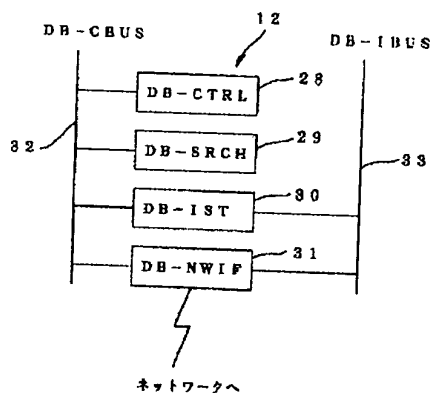 DB-CBUS
12
DB-IBUS
DB-CTRL
28
32
DB-SRCH
29
33
DB-IST
30
DB-NWIF
31
ネットワークへ